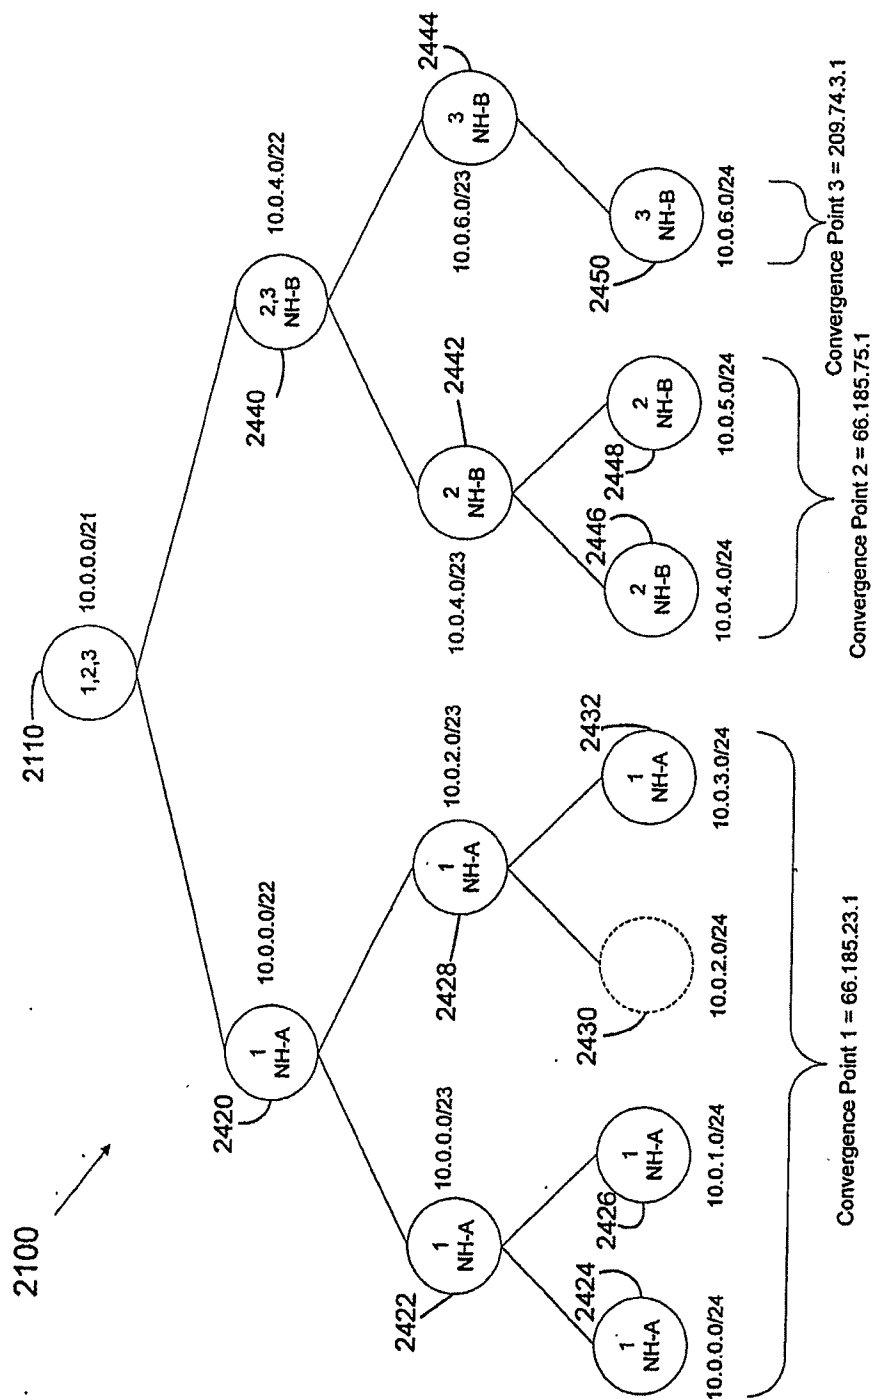 2100
2110
1,2,3
10.0.0.0/21
2420
1
NH-A
10.0.0.0/22
2440
2,3
NH-B
10.0.4.0/22
2422
1
NH-A
10.0.0.0/23
2428
1
NH-A
10.0.2.0/23
10.0.4.0/23
2
NH-B
2442
10.0.6.0/23
3
NH-B
2444
2424
1
NH-A
10.0.0.0/24
2426
1
NH-A
10.0.1.0/24
2430
10.0.2.0/24
2432
1
NH-A
10.0.3.0/24
2446
2
NH-B
10.0.4.0/24
2448
2
NH-B
10.0.5.0/24
2450
3
NH-B
10.0.6.0/24
Convergence Point 1 = 66.185.23.1
Convergence Point 2 = 66.185.75.1
Convergence Point 3 = 209.74.3.1